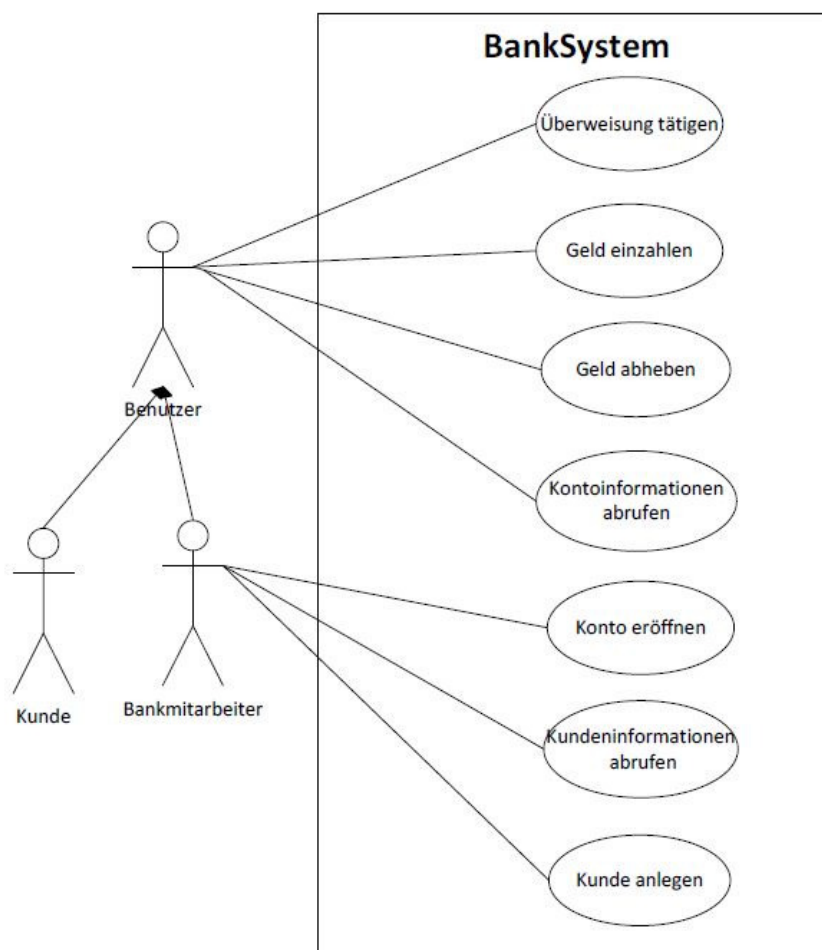 BankSystem
Überweisung tätigen
Geld einzahlen
Geld abheben
Benutzer
Kontoinformationen
abrufen
Konto eröffnen
Kunde
Bankmitarbeiter
Kundeninformationen
abrufen
Kunde anlegen